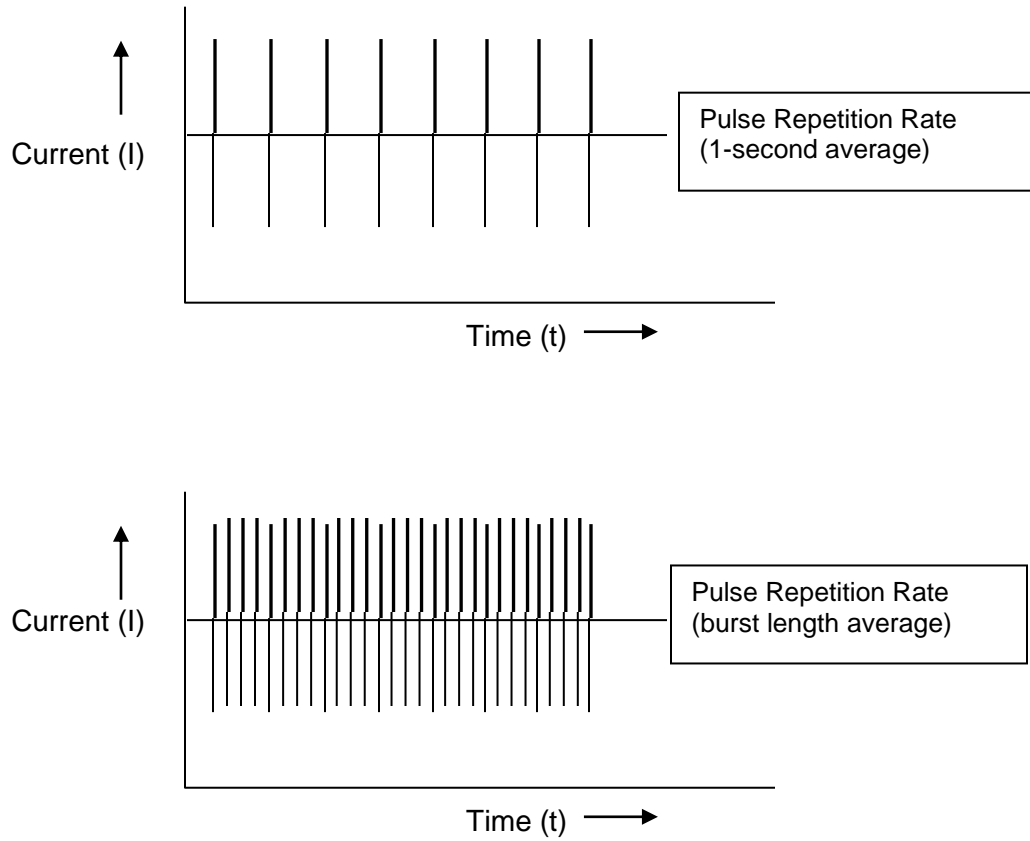 Current (I)
Pulse Repetition Rate
(1-second average)
Time (t)
Current (I)
Pulse Repetition Rate
(burst length average)
Time (t)